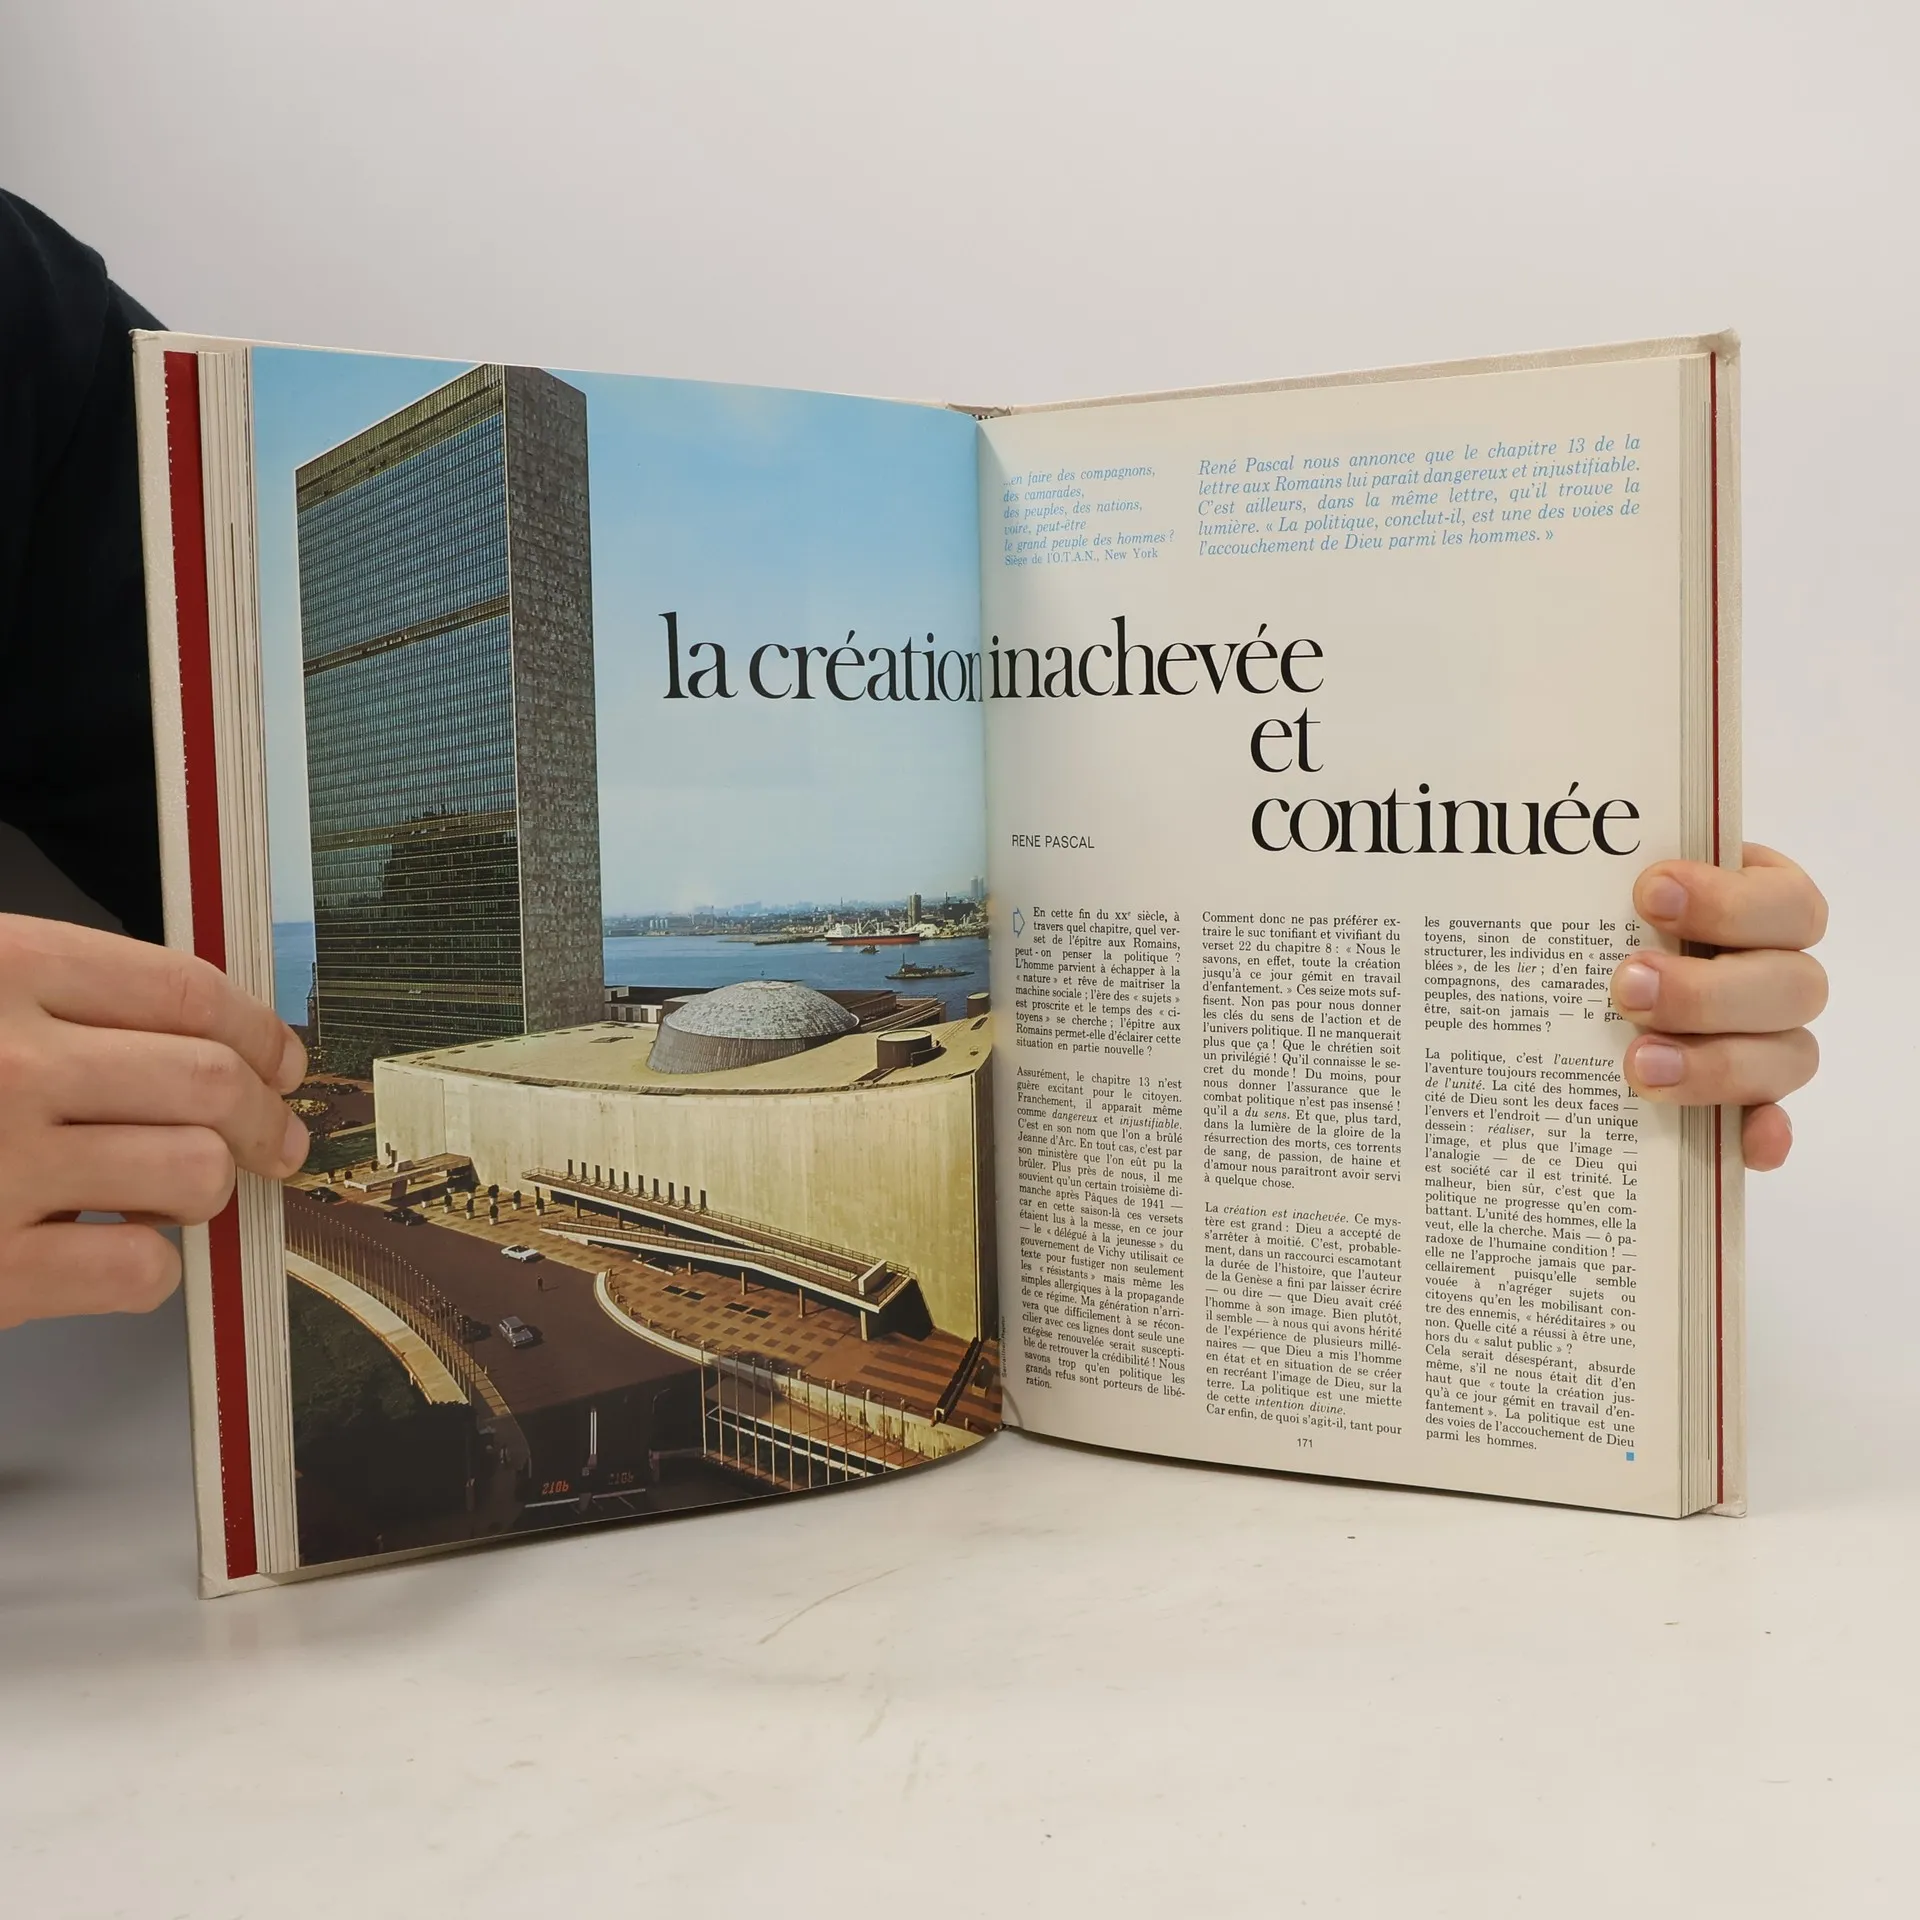 ...en faire des compagnons,
des camarades,
des peuples, des nations,
voire, peut-être
le grand peuple des hommes ?
Siège de l'O.T.A.N., New York
René Pascal nous annonce que le chapitre 13 de la
lettre aux Romains lui paraît dangereux et injustifiable.
C'est ailleurs, dans la même lettre, qu'il trouve la
lumière. « La politique, conclut-il, est une des voies de
l'accouchement de Dieu parmi les hommes. »
la création inachevée
et
continuée
RENE PASCAL
En cette fin du XXe siècle, à
travers quel chapitre, quel ver-
set de l'épitre aux Romains,
peut-on penser la politique ?
L'homme parvient à échapper à la
« nature » et rêve de maîtriser la
machine sociale ; l'ère des « sujets »
est proscrite et le temps des « ci-
toyens » se cherche ; l'épitre aux
Romains permet-elle d'éclairer cette
situation en partie nouvelle ?
Assurément, le chapitre 13 n'est
guère excitant pour le citoyen.
Franchement, il apparaît même
comme dangereux et injustifiable.
C'est en son nom que l'on a brûlé
Jeanne d'Arc. En tout cas, c'est par
son ministère que l'on eût pu la
brûler. Plus près de nous, il me
souvient qu'un certain troisième di-
manche après Pâques de 1941 —
car en cette saison-là ces versets
étaient lus à la messe, en ce jour
— le « délégué à la jeunesse » du
gouvernement de Vichy utilisait ce
texte pour fustiger non seulement
les « résistants » mais même les
simples allergiques à la propagande
de ce régime. Ma génération n'arri-
vera que difficilement à se récon-
cilier avec ces lignes dont seule une
exégèse renouvelée serait suscepti-
ble de retrouver la crédibilité ! Nous
savons trop qu'en politique les
grands refus sont porteurs de libé-
ration.
Comment donc ne pas préférer ex-
traire le suc tonifiant et vivifiant du
verset 22 du chapitre 8 : « Nous le
savons, en effet, toute la création
jusqu'à ce jour gémit en travail
d'enfantement. » Ces seize mots suf-
fisent. Non pas pour nous donner
les clés du sens de l'action et de
l'univers politique. Il ne manquerait
plus que ça ! Que le chrétien soit
un privilégié ! Qu'il connaisse le se-
cret du monde ! Du moins, pour
nous donner l'assurance que le
combat politique n'est pas insensé !
qu'il a du sens. Et que, plus tard,
dans la lumière de la gloire de la
résurrection des morts, ces torrents
de sang, de passion, de haine et
d'amour nous paraîtront avoir servi
à quelque chose.
La création est inachevée. Ce mys-
tère est grand : Dieu a accepté de
s'arrêter à moitié. C'est, probable-
ment, dans un raccourci escamotant
la durée de l'histoire, que l'auteur
de la Genèse a fini par laisser écrire
— ou dire — que Dieu avait créé
l'homme à son image. Bien plutôt,
il semble — à nous qui avons hérité
de l'expérience de plusieurs millé-
naires — que Dieu a mis l'homme
en état et en situation de se créer
en recréant l'image de Dieu, sur la
terre. La politique est une miette
de cette intention divine.
Car enfin, de quoi s'agit-il, tant pour
les gouvernants que pour les ci-
toyens, sinon de constituer, de
structurer, les individus en « assem
blées », de les lier ; d'en faire
compagnons, des camarades,
peuples, des nations, voire —
être, sait-on jamais — le
peuple des hommes ?
La politique, c'est l'aventure
l'aventure toujours recommencée
de l'unité. La cité des hommes, la
cité de Dieu sont les deux faces —
l'envers et l'endroit — d'un unique
dessein : réaliser, sur la terre,
l'image, et plus que l'image —
l'analogie — de ce Dieu qui
est société car il est trinité. Le
malheur, bien sûr, c'est que la
politique ne progresse qu'en com-
battant. L'unité des hommes, elle la
veut, elle la cherche. Mais — ô pa-
radoxe de l'humaine condition ! —
elle ne l'approche jamais que par-
cellairement puisqu'elle semble
vouée à n'agréger sujets ou
citoyens qu'en les mobilisant con-
tre des ennemis, « héréditaires » ou
non. Quelle cité a réussi à être une,
hors du « salut public » ?
Cela serait désespérant, absurde
même, s'il ne nous était dit d'en
haut que « toute la création jus-
qu'à ce jour gémit en travail d'en-
fantement ». La politique est une
des voies de l'accouchement de Dieu
parmi les hommes.
171